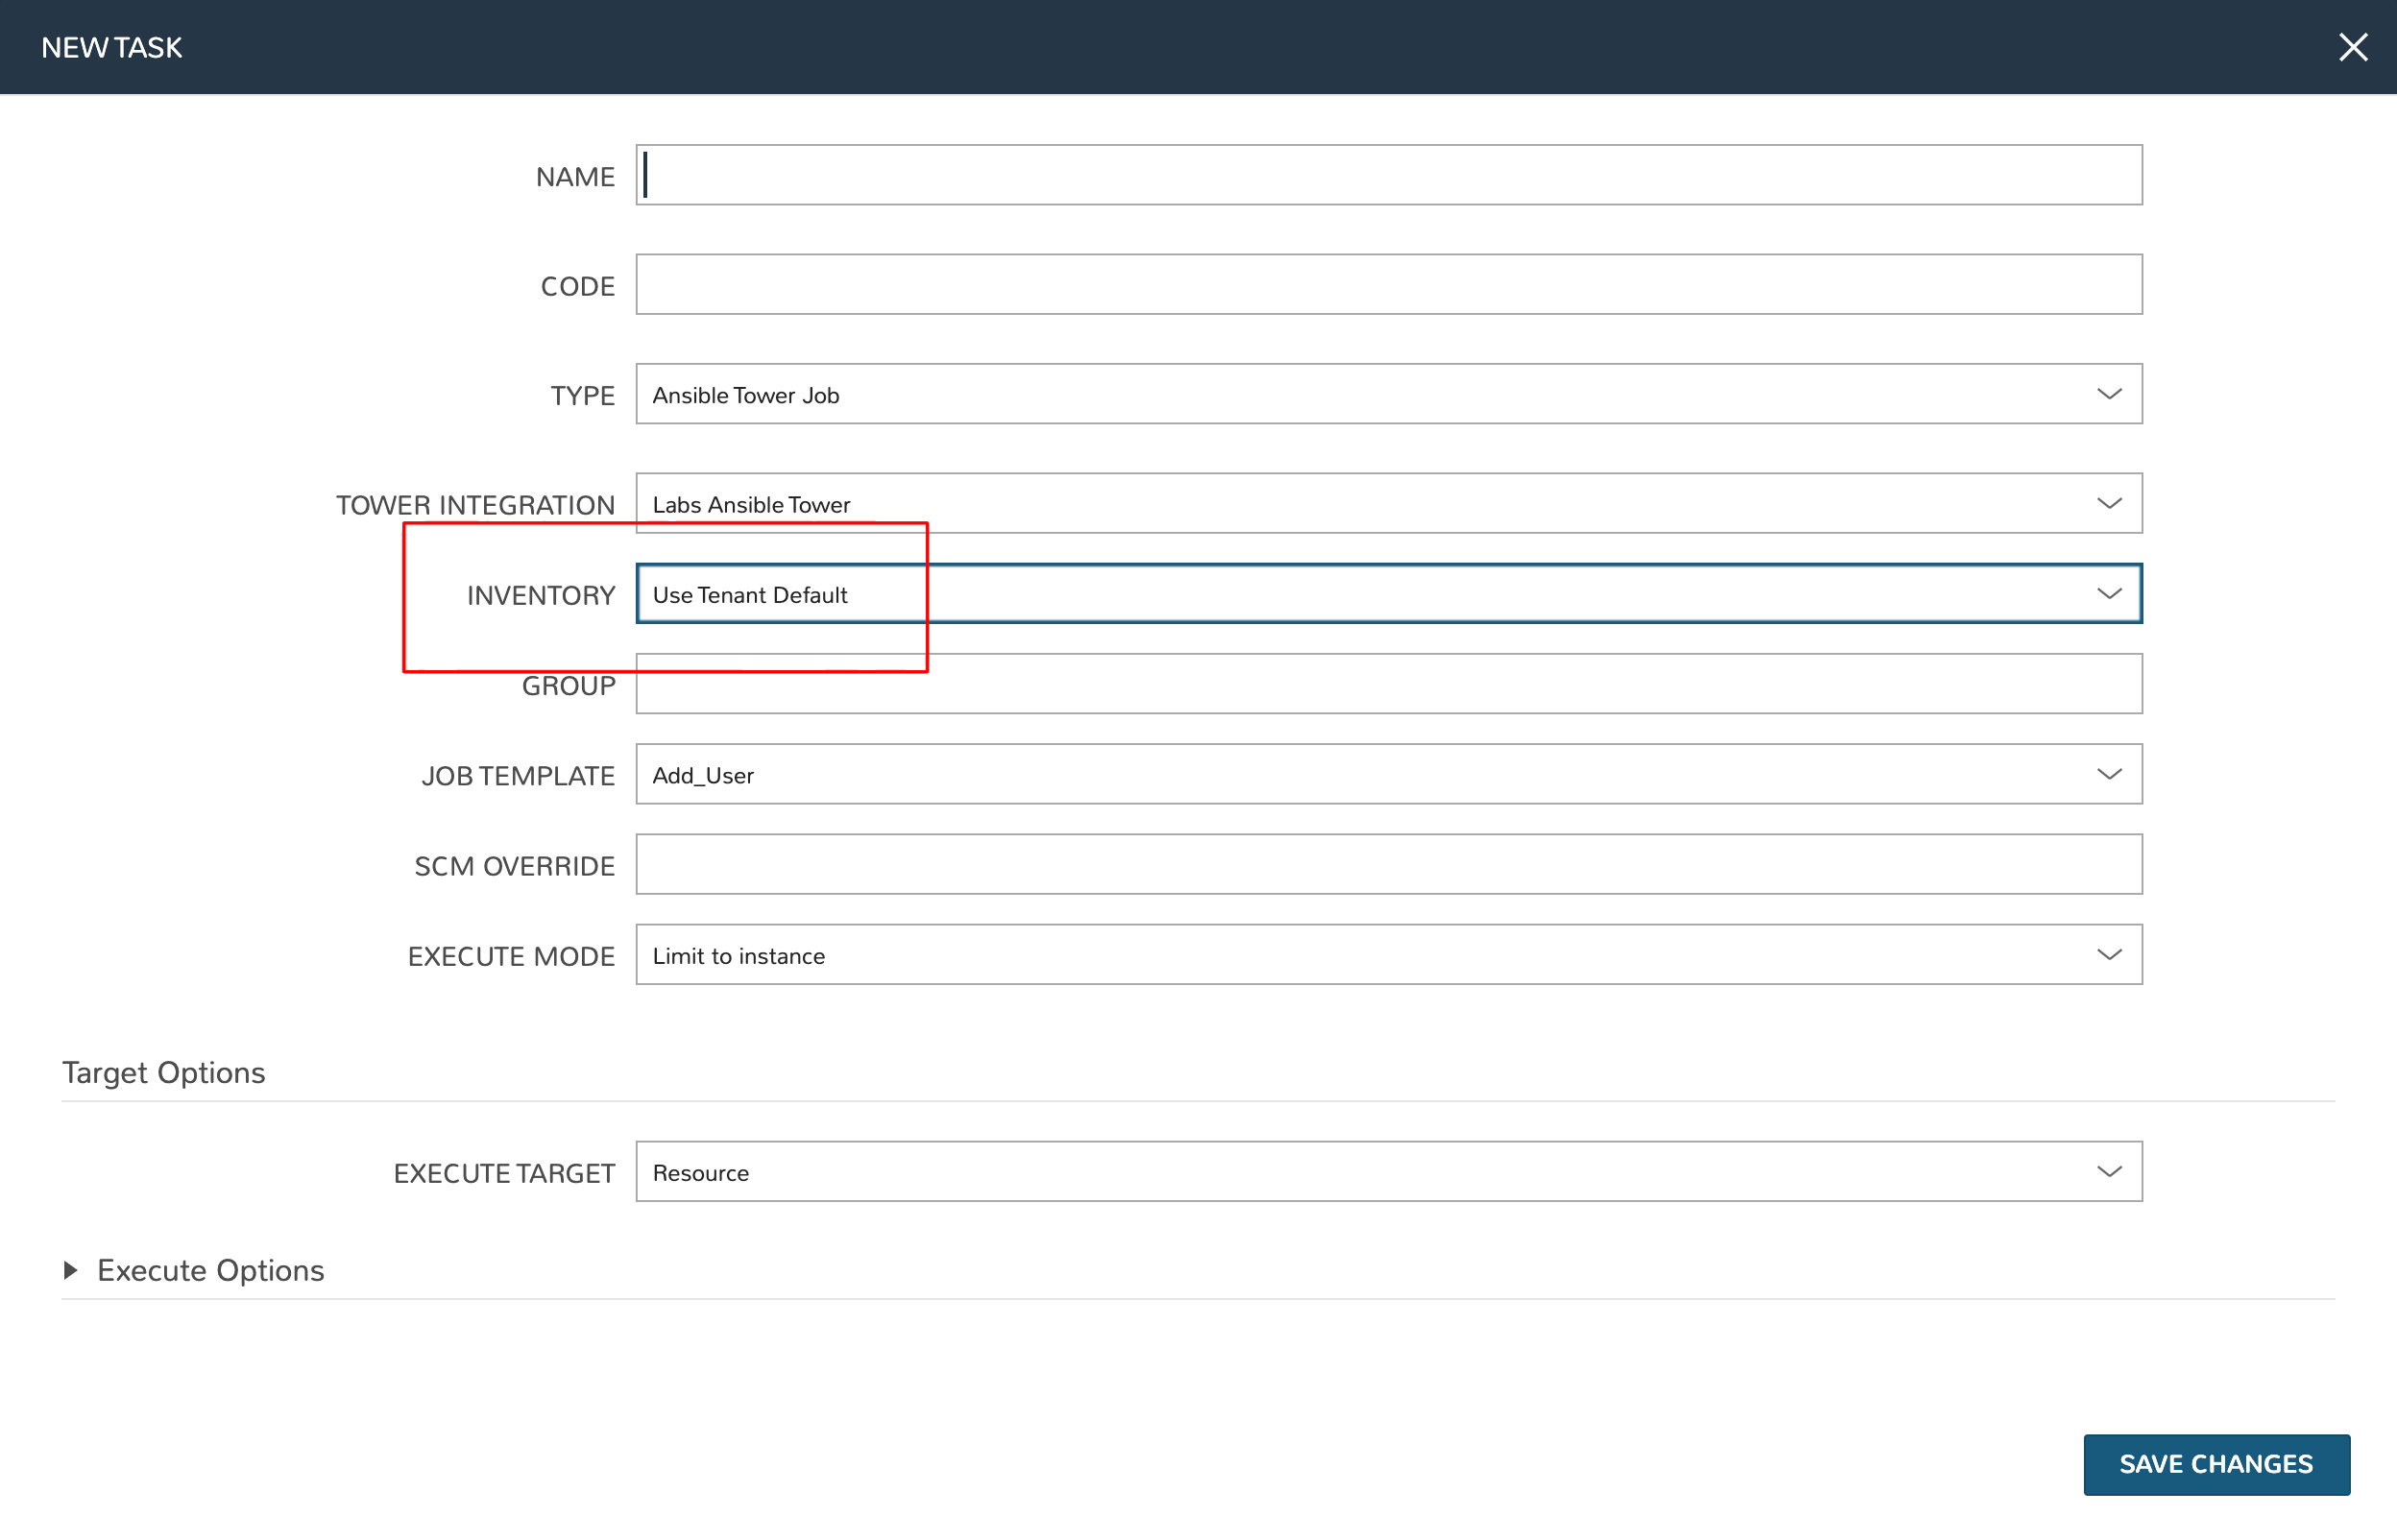 NEW TASK
NAME
CODE
TYPE Ansible Tower Job
TOWER INTEGRATION Labs Ansible Tower
INVENTORY Use Tenant Default
GROUP
JOB TEMPLATE Add_User
SCM OVERRIDE
EXECUTE MODE Limit to instance
Target Options
EXECUTE TARGET Resource
Execute Options
SAVE CHANGES